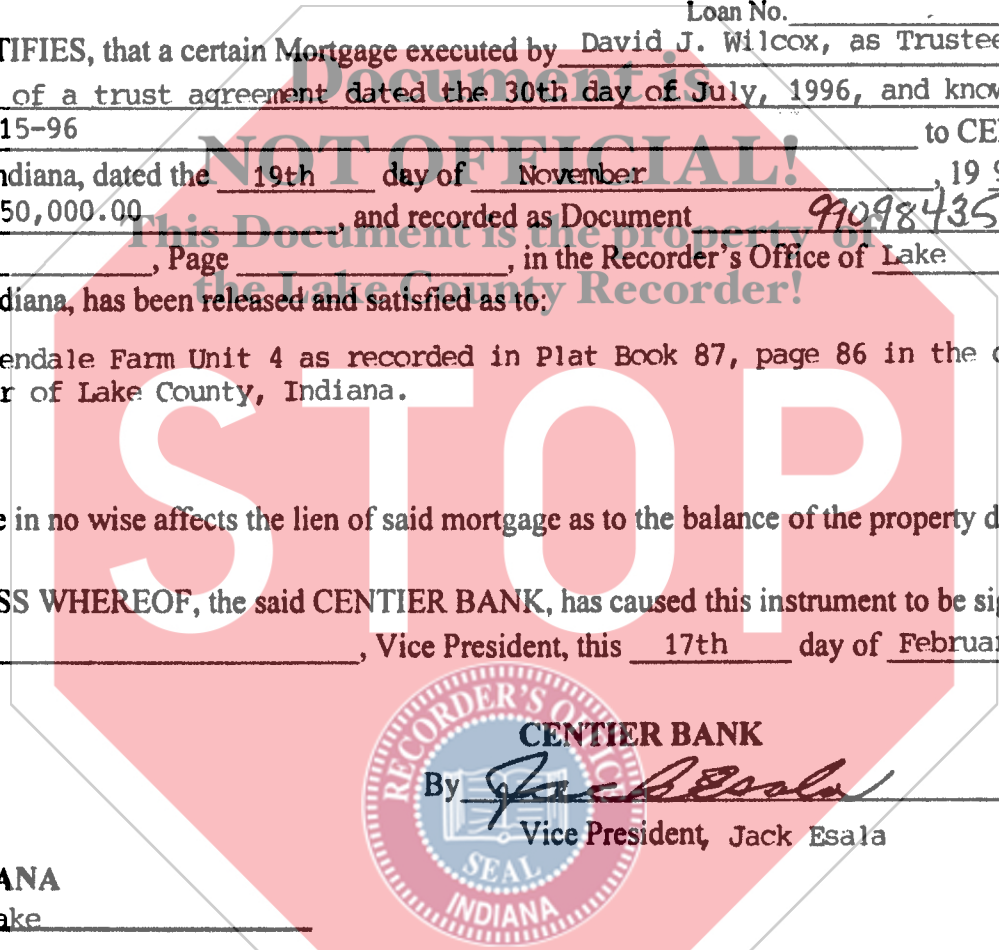 Loan No.
TIFIES, that a certain Mortgage executed by David J. Wilcox, as Trustee
of a trust agreement dated the 30th day of July, 1996, and know
Document is
15-96 to CE
NOT OFFICIAL!
ndiana, dated the 19th day of November, 19 9
50,000.00, and recorded as Document 99098435
This Document is the property of
, Page , in the Recorder's Office of Lake
the Lake County Recorder!
diana, has been released and satisfied as to:
endale Farm Unit 4 as recorded in Plat Book 87, page 86 in the o
r of Lake County, Indiana.
STOP
e in no wise affects the lien of said mortgage as to the balance of the property d
SS WHEREOF, the said CENTIER BANK, has caused this instrument to be sig
, Vice President, this 17th day of Februar
RECORDER'S OFFICE
CENTIER BANK
By Jack Esala
Vice President, Jack Esala
SEAL
INDIANA
ANA
ake